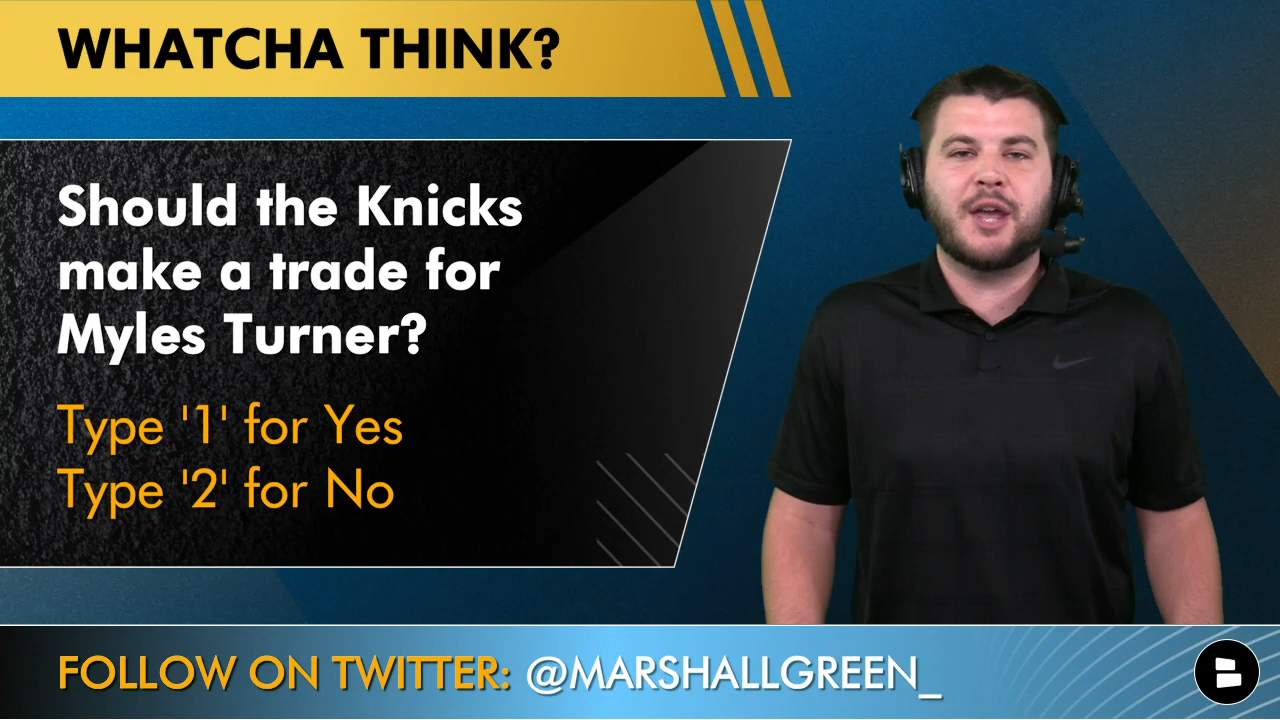 WHATCHA THINK?
Should the Knicks
make a trade for
Myles Turner?
Type '1' for Yes
Type '2' for No
FOLLOW ON TWITTER: @MARSHALLGREEN_